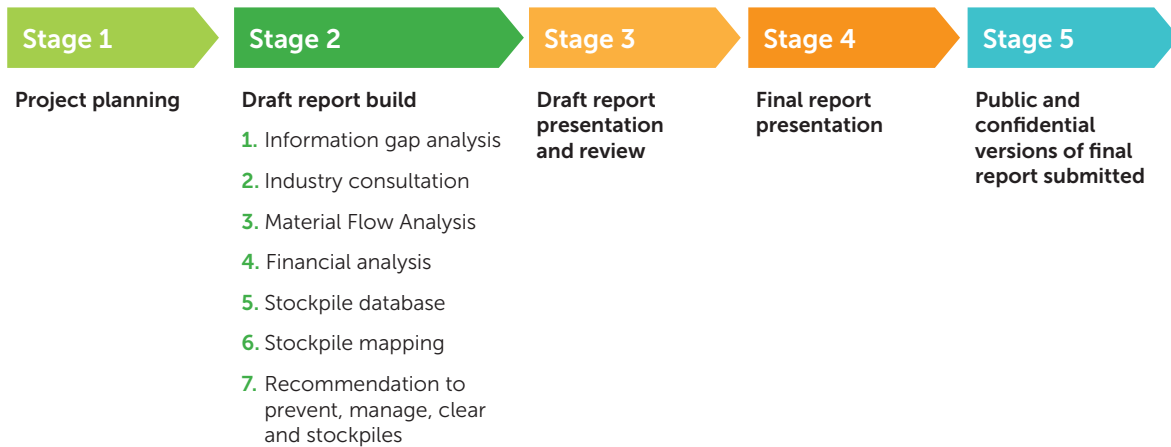 Stage 1
Project planning
Stage 2
Draft report build
1. Information gap analysis
2. Industry consultation
3. Material Flow Analysis
4. Financial analysis
5. Stockpile database
6. Stockpile mapping
7. Recommendation to
prevent, manage, clear
and stockpiles
Stage 3
Draft report
presentation
and review
Stage 4
Final report
presentation
Stage 5
Public and
confidential
versions of final
report submitted